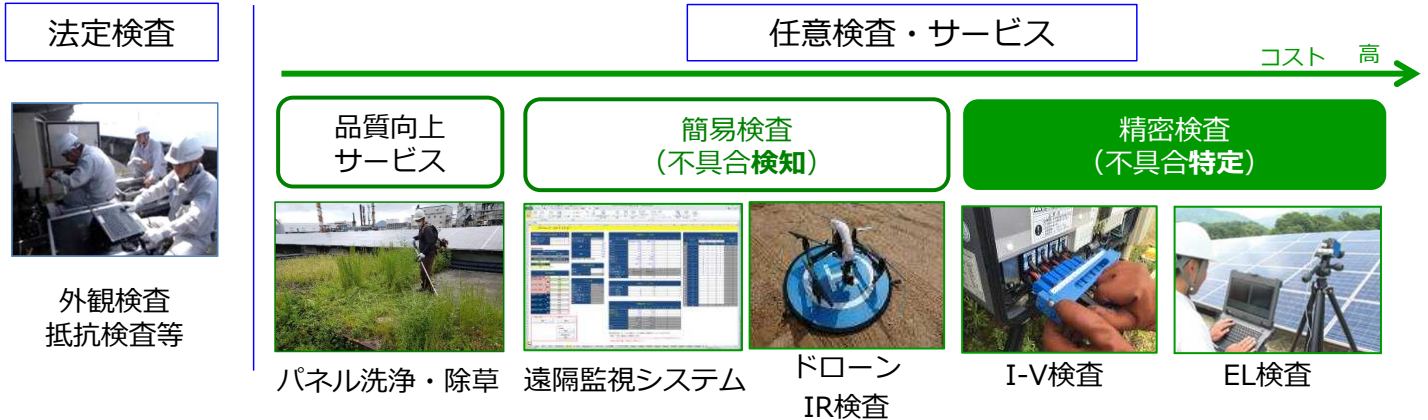 法定検査
任意検査・サービス
コスト 高
品質向上
サービス
簡易検査
（不具合検知）
精密検査
（不具合特定）
外観検査
抵抗検査等
パネル洗浄・除草
遠隔監視システム
ドローン
IR検査
I-V検査
EL検査